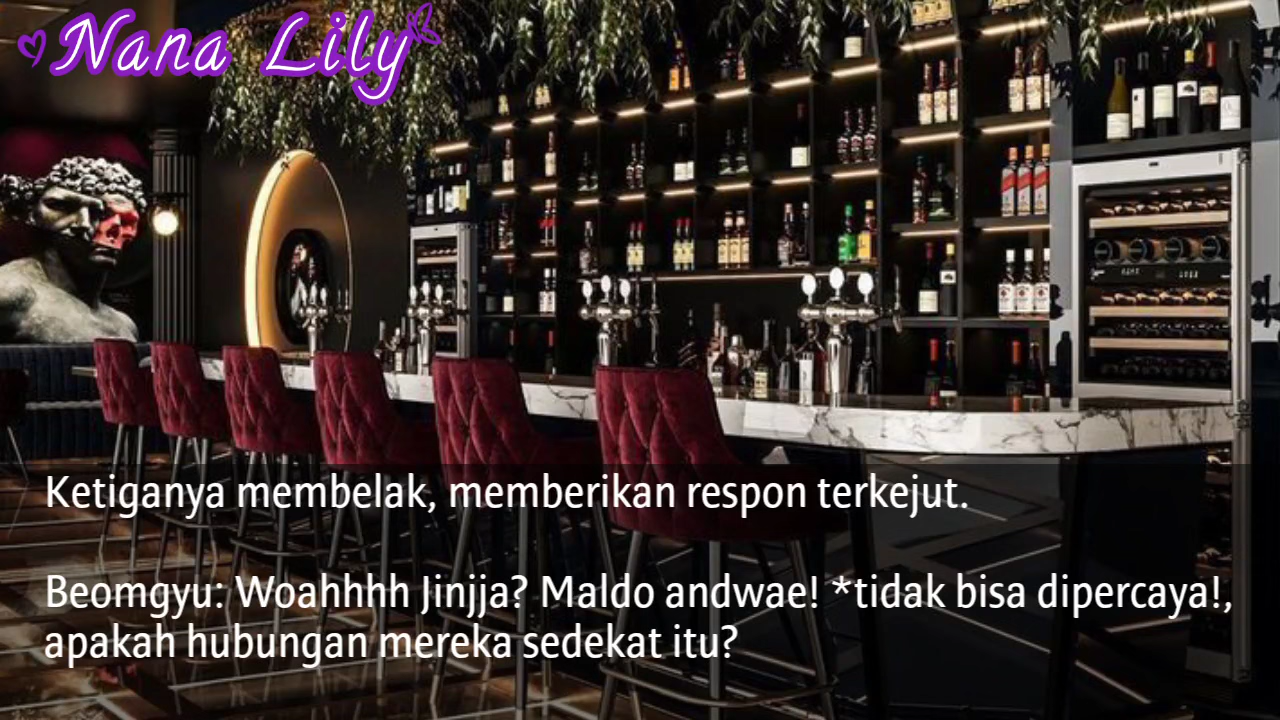 Nana Lily
Ketiganya membelak, memberikan respon terkejut.
Beomgyu: Woahhhh Jinjja? Maldo andwae! *tidak bisa dipercaya!,
apakah hubungan mereka sedekat itu?